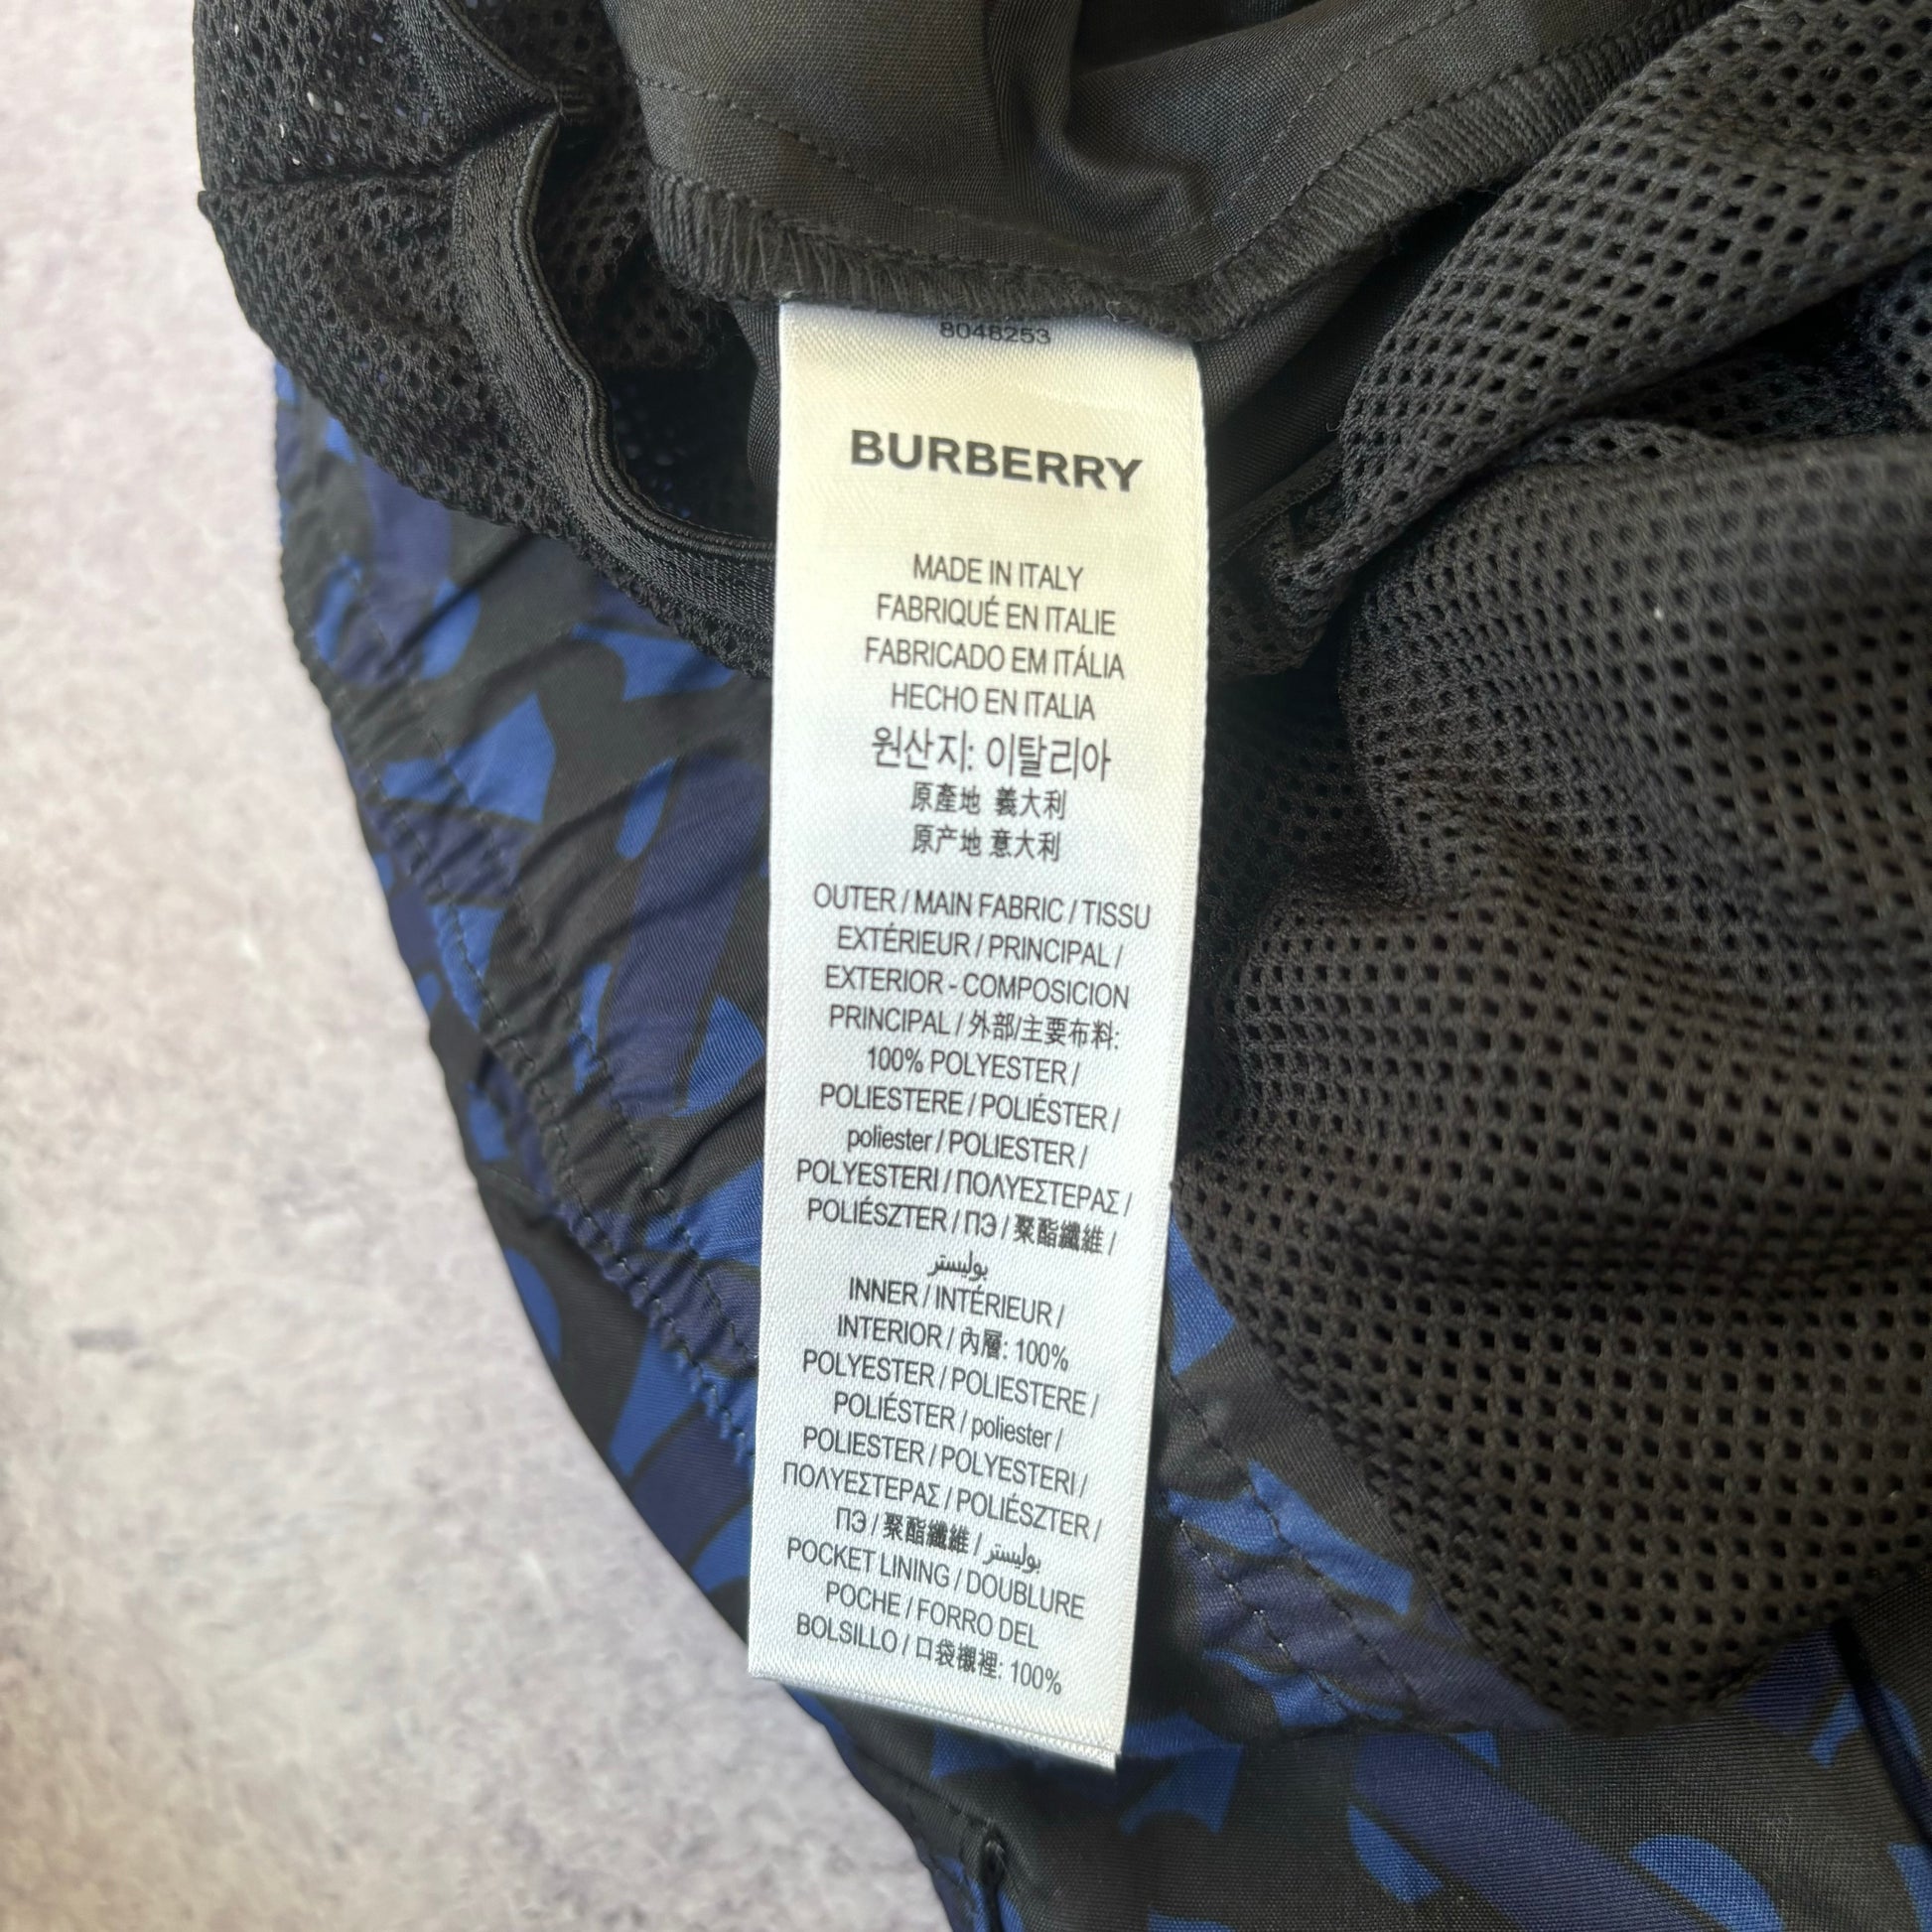 8048253
BURBERRY
MADE IN ITALY
FABRIQUÉ EN ITALIE
FABRICADO EM ITÁLIA
HECHO EN ITALIA
원산지: 이탈리아
原產地 義大利
原产地 意大利
OUTER / MAIN FABRIC / TISSU
EXTÉRIEUR / PRINCIPAL /
EXTERIOR - COMPOSICION
PRINCIPAL / 外部/主要布料:
100% POLYESTER /
POLIESTERE / POLIÉSTER /
poliester / POLIESTER /
POLYESTERI / ΠΟΛΥΕΣΤΕΡΑΣ /
POLIÉSZTER / ПЭ / 聚酯纖維 /
بوليستر
INNER / INTÉRIEUR /
INTERIOR / 內層: 100%
POLYESTER / POLIESTERE /
POLIÉSTER / poliester /
POLIESTER / POLYESTERI /
ΠΟΛΥΕΣΤΕΡΑΣ / POLIÉSZTER /
ПЭ / 聚酯纖維 / بوليستر
POCKET LINING / DOUBLURE
POCHE / FORRO DEL
BOLSILLO / 口袋襯裡: 100%